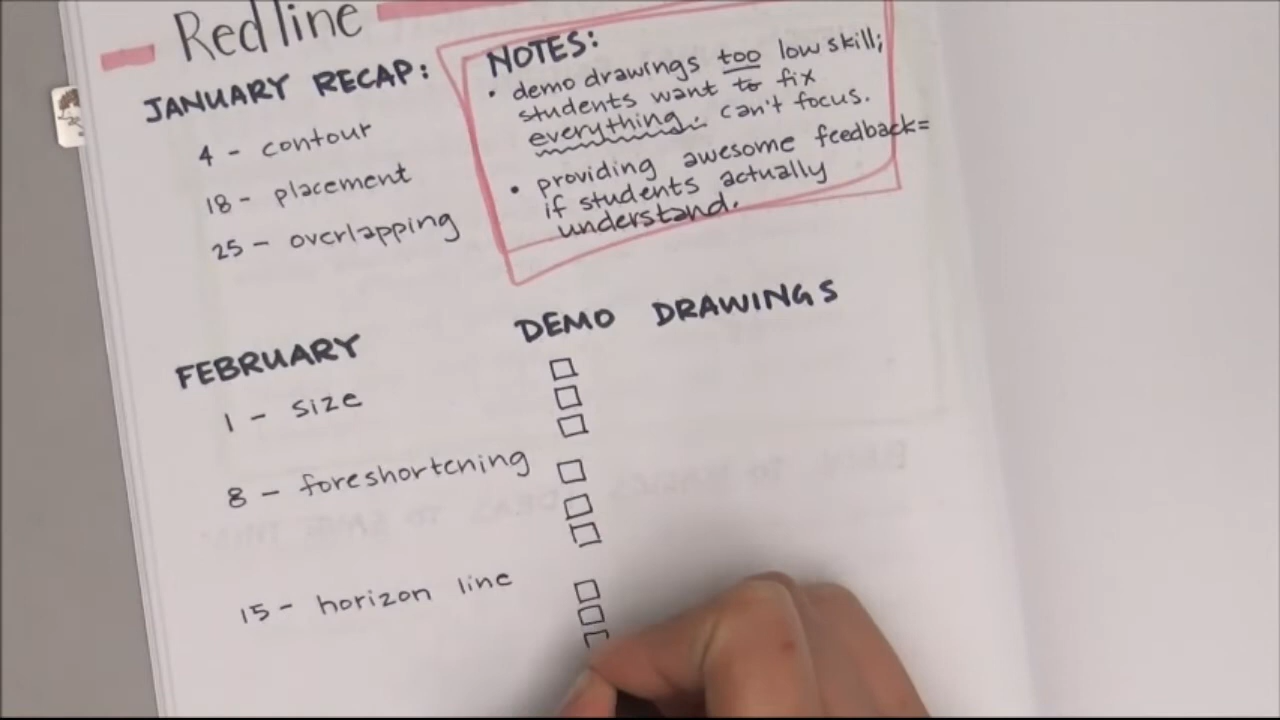 Redline
JANUARY RECAP:
4 - contour
18 - placement
25 - overlapping
NOTES:
• demo drawings too low skill;
students want to fix
everything ∴ can't focus.
• providing awesome feedback =
if students actually
understand.
FEBRUARY
1 - size
8 - foreshortening
15 - horizon line
DEMO DRAWINGS